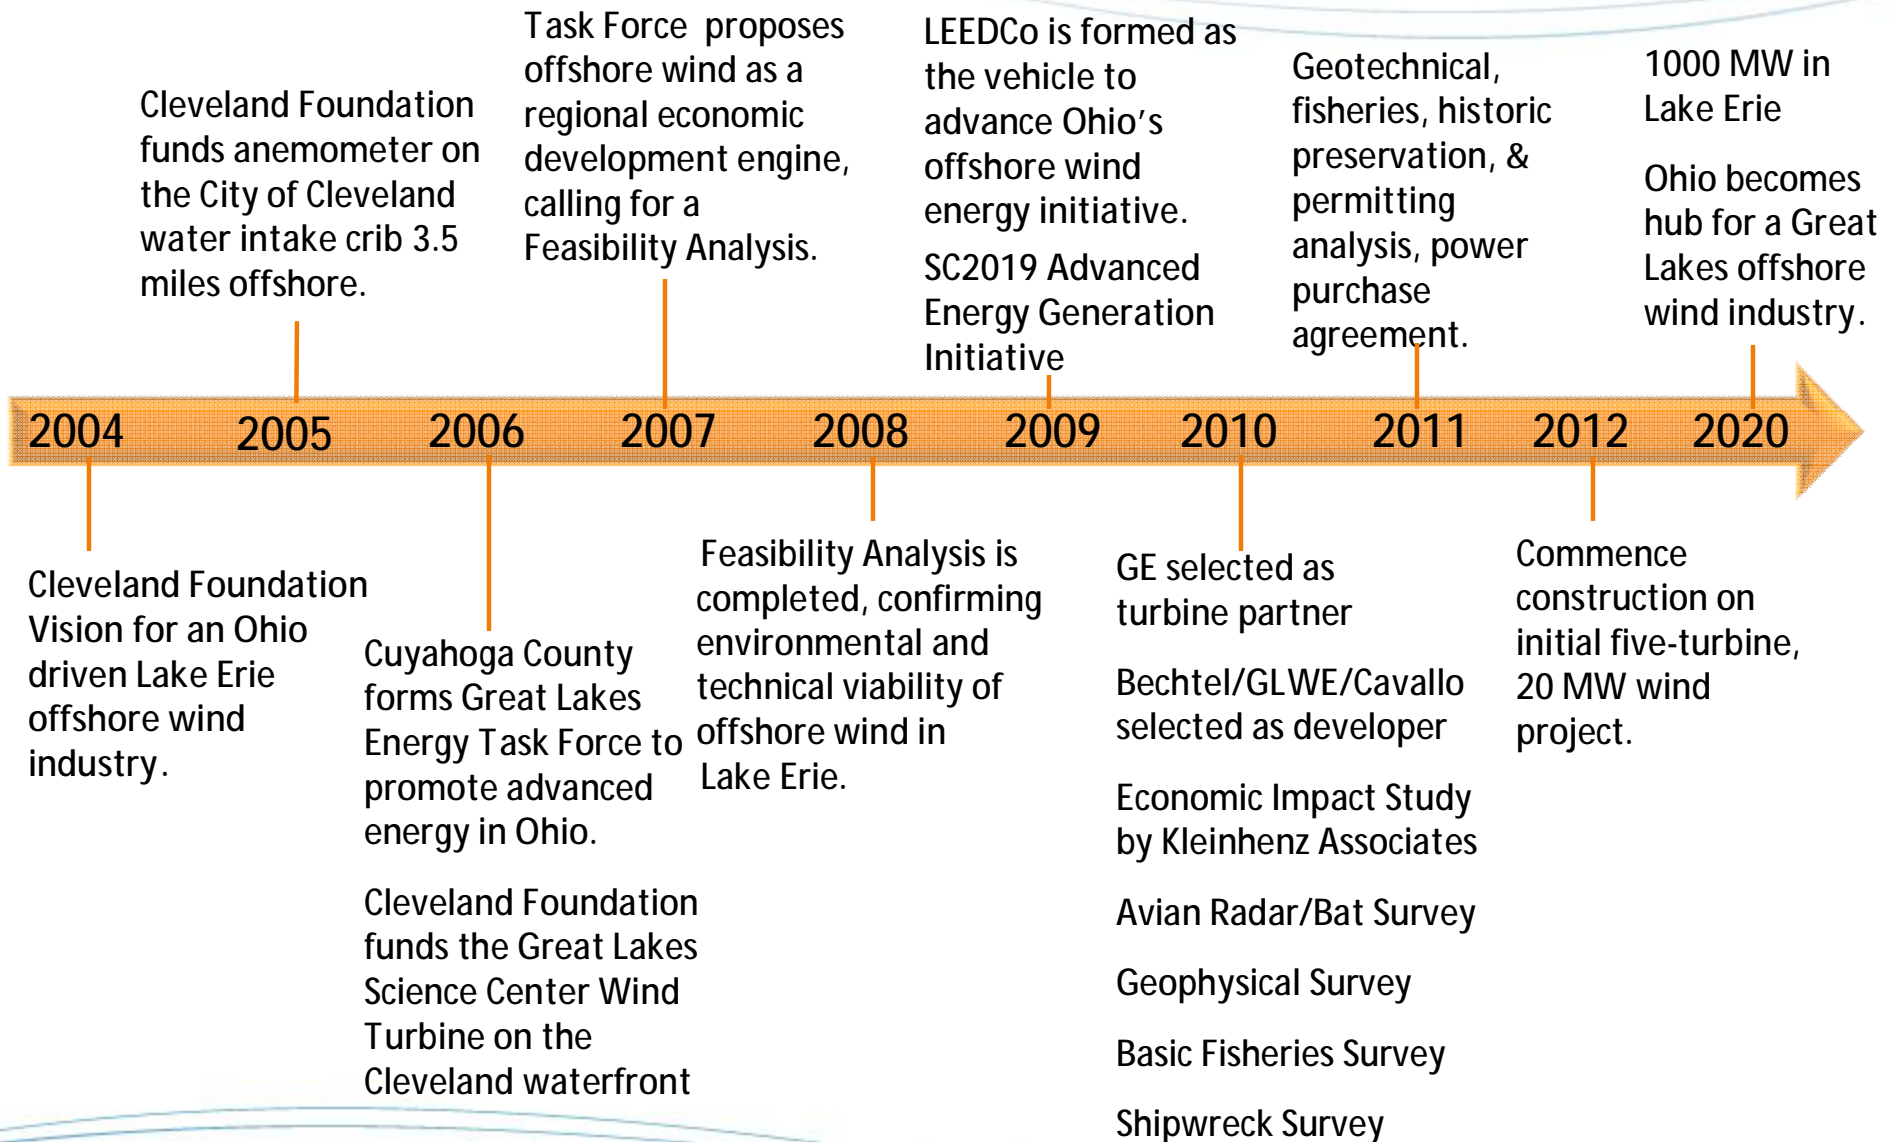 Cleveland Foundation
funds anemometer on
the City of Cleveland
water intake crib 3.5
miles offshore.
Task Force proposes
offshore wind as a
regional economic
development engine,
calling for a
Feasibility Analysis.
LEEDCo is formed as
the vehicle to
advance Ohio's
offshore wind
energy initiative.
SC2019 Advanced
Energy Generation
Initiative
Geotechnical,
fisheries, historic
preservation, &
permitting
analysis, power
purchase
agreement.
1000 MW in
Lake Erie
Ohio becomes
hub for a Great
Lakes offshore
wind industry.
2004 2005 2006 2007 2008 2009 2010 2011 2012 2020
Cleveland Foundation
Vision for an Ohio
driven Lake Erie
offshore wind
industry.
Cuyahoga County
forms Great Lakes
Energy Task Force to
promote advanced
energy in Ohio.
Cleveland Foundation
funds the Great Lakes
Science Center Wind
Turbine on the
Cleveland waterfront
Feasibility Analysis is
completed, confirming
environmental and
technical viability of
offshore wind in
Lake Erie.
GE selected as
turbine partner
Bechtel/GLWE/Cavallo
selected as developer
Economic Impact Study
by Kleinhenz Associates
Avian Radar/Bat Survey
Geophysical Survey
Basic Fisheries Survey
Shipwreck Survey
Commence
construction on
initial five-turbine,
20 MW wind
project.